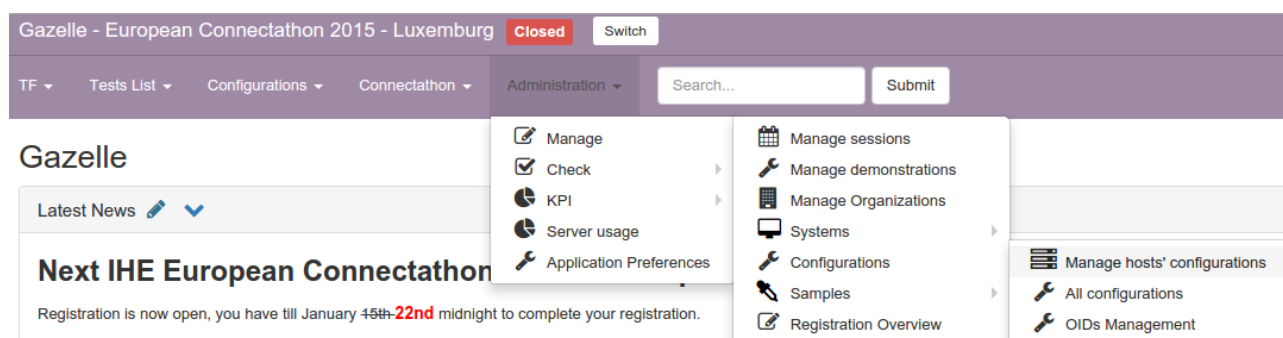 Gazelle - European Connectathon 2015 - Luxemburg Closed Switch
TF Tests List Configurations Connectathon Administration Search... Submit
Gazelle
Latest News
Next IHE European Connectathon
Registration is now open, you have till January 15th 22nd midnight to complete your registration.
Manage
Check
KPI
Server usage
Application Preferences
Manage sessions
Manage demonstrations
Manage Organizations
Systems
Configurations
Samples
Registration Overview
Manage hosts' configurations
All configurations
OIDs Management